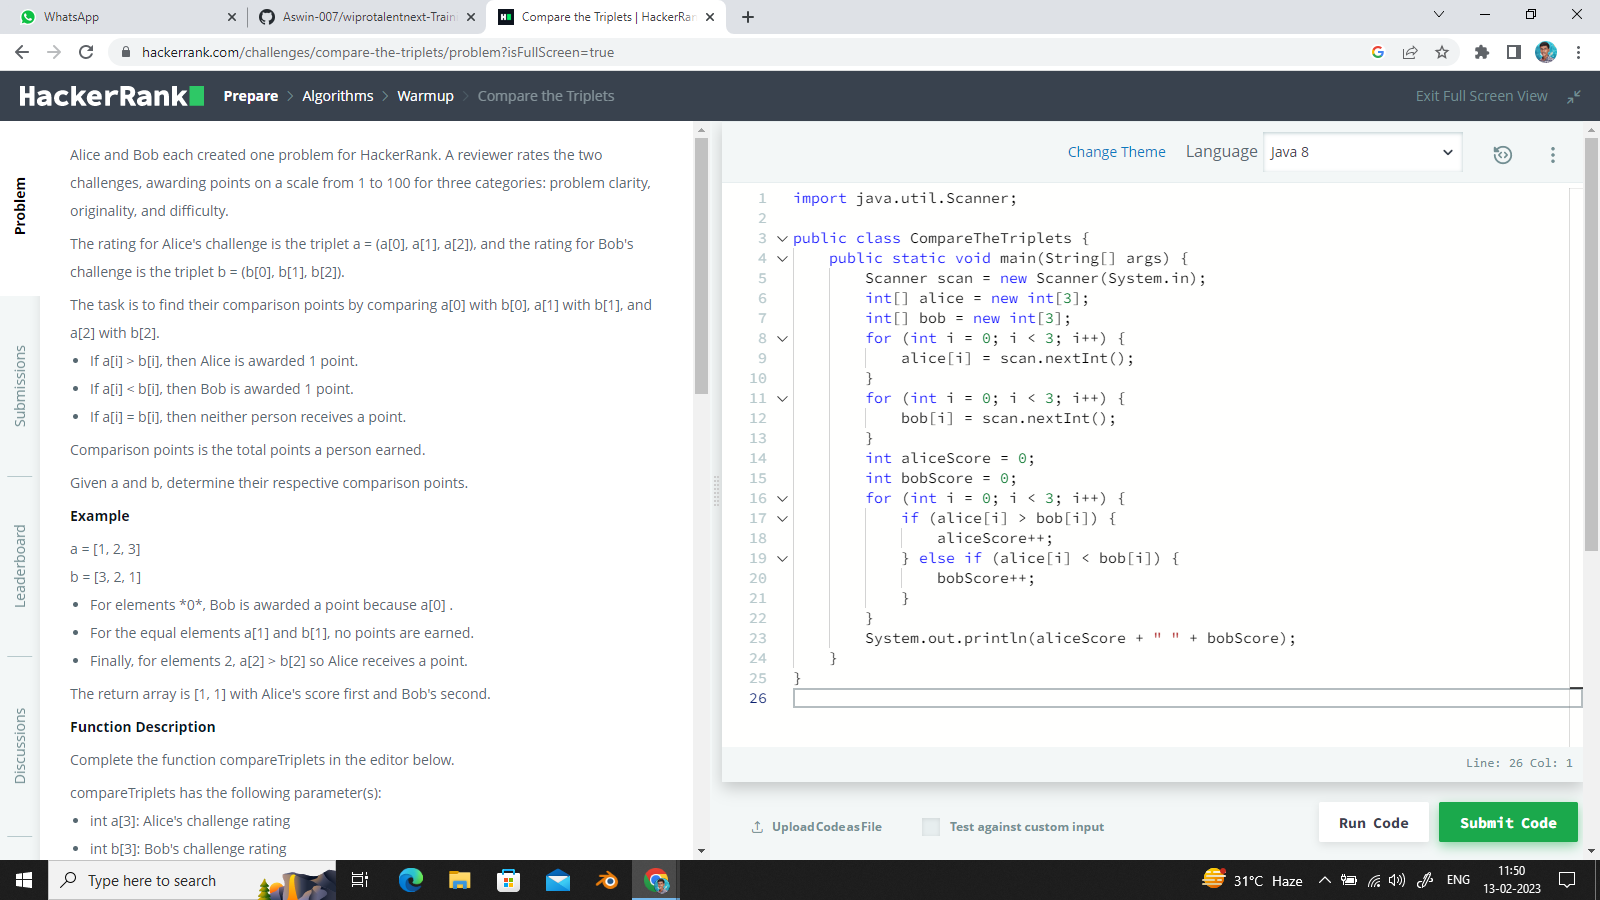 WhatsApp
Aswin-007/wiprotalentnext-Train
Compare the Triplets | HackerRan
hackerrank.com/challenges/compare-the-triplets/problem?isFullScreen=true
HackerRank
Prepare > Algorithms > Warmup > Compare the Triplets
Exit Full Screen View
Problem
Submissions
Leaderboard
Discussions
Alice and Bob each created one problem for HackerRank. A reviewer rates the two
challenges, awarding points on a scale from 1 to 100 for three categories: problem clarity,
originality, and difficulty.
The rating for Alice's challenge is the triplet a = (a[0], a[1], a[2]), and the rating for Bob's
challenge is the triplet b = (b[0], b[1], b[2]).
The task is to find their comparison points by comparing a[0] with b[0], a[1] with b[1], and
a[2] with b[2].
• If a[i] > b[i], then Alice is awarded 1 point.
• If a[i] < b[i], then Bob is awarded 1 point.
• If a[i] = b[i], then neither person receives a point.
Comparison points is the total points a person earned.
Given a and b, determine their respective comparison points.
Example
a = [1, 2, 3]
b = [3, 2, 1]
• For elements *0*, Bob is awarded a point because a[0] .
• For the equal elements a[1] and b[1], no points are earned.
• Finally, for elements 2, a[2] > b[2] so Alice receives a point.
The return array is [1, 1] with Alice's score first and Bob's second.
Function Description
Complete the function compareTriplets in the editor below.
compareTriplets has the following parameter(s):
• int a[3]: Alice's challenge rating
• int b[3]: Bob's challenge rating
Change Theme Language Java 8
1 import java.util.Scanner;
2
3 public class CompareTheTriplets {
4 public static void main(String[] args) {
5 Scanner scan = new Scanner(System.in);
6 int[] alice = new int[3];
7 int[] bob = new int[3];
8 for (int i = 0; i < 3; i++) {
9 alice[i] = scan.nextInt();
10 }
11 for (int i = 0; i < 3; i++) {
12 bob[i] = scan.nextInt();
13 }
14 int aliceScore = 0;
15 int bobScore = 0;
16 for (int i = 0; i < 3; i++) {
17 if (alice[i] > bob[i]) {
18 aliceScore++;
19 } else if (alice[i] < bob[i]) {
20 bobScore++;
21 }
22 }
23 System.out.println(aliceScore + " " + bobScore);
24 }
25 }
26
Line: 26 Col: 1
Upload Code as File
Test against custom input
Run Code
Submit Code
Type here to search
31°C Haze
ENG
11:50
13-02-2023